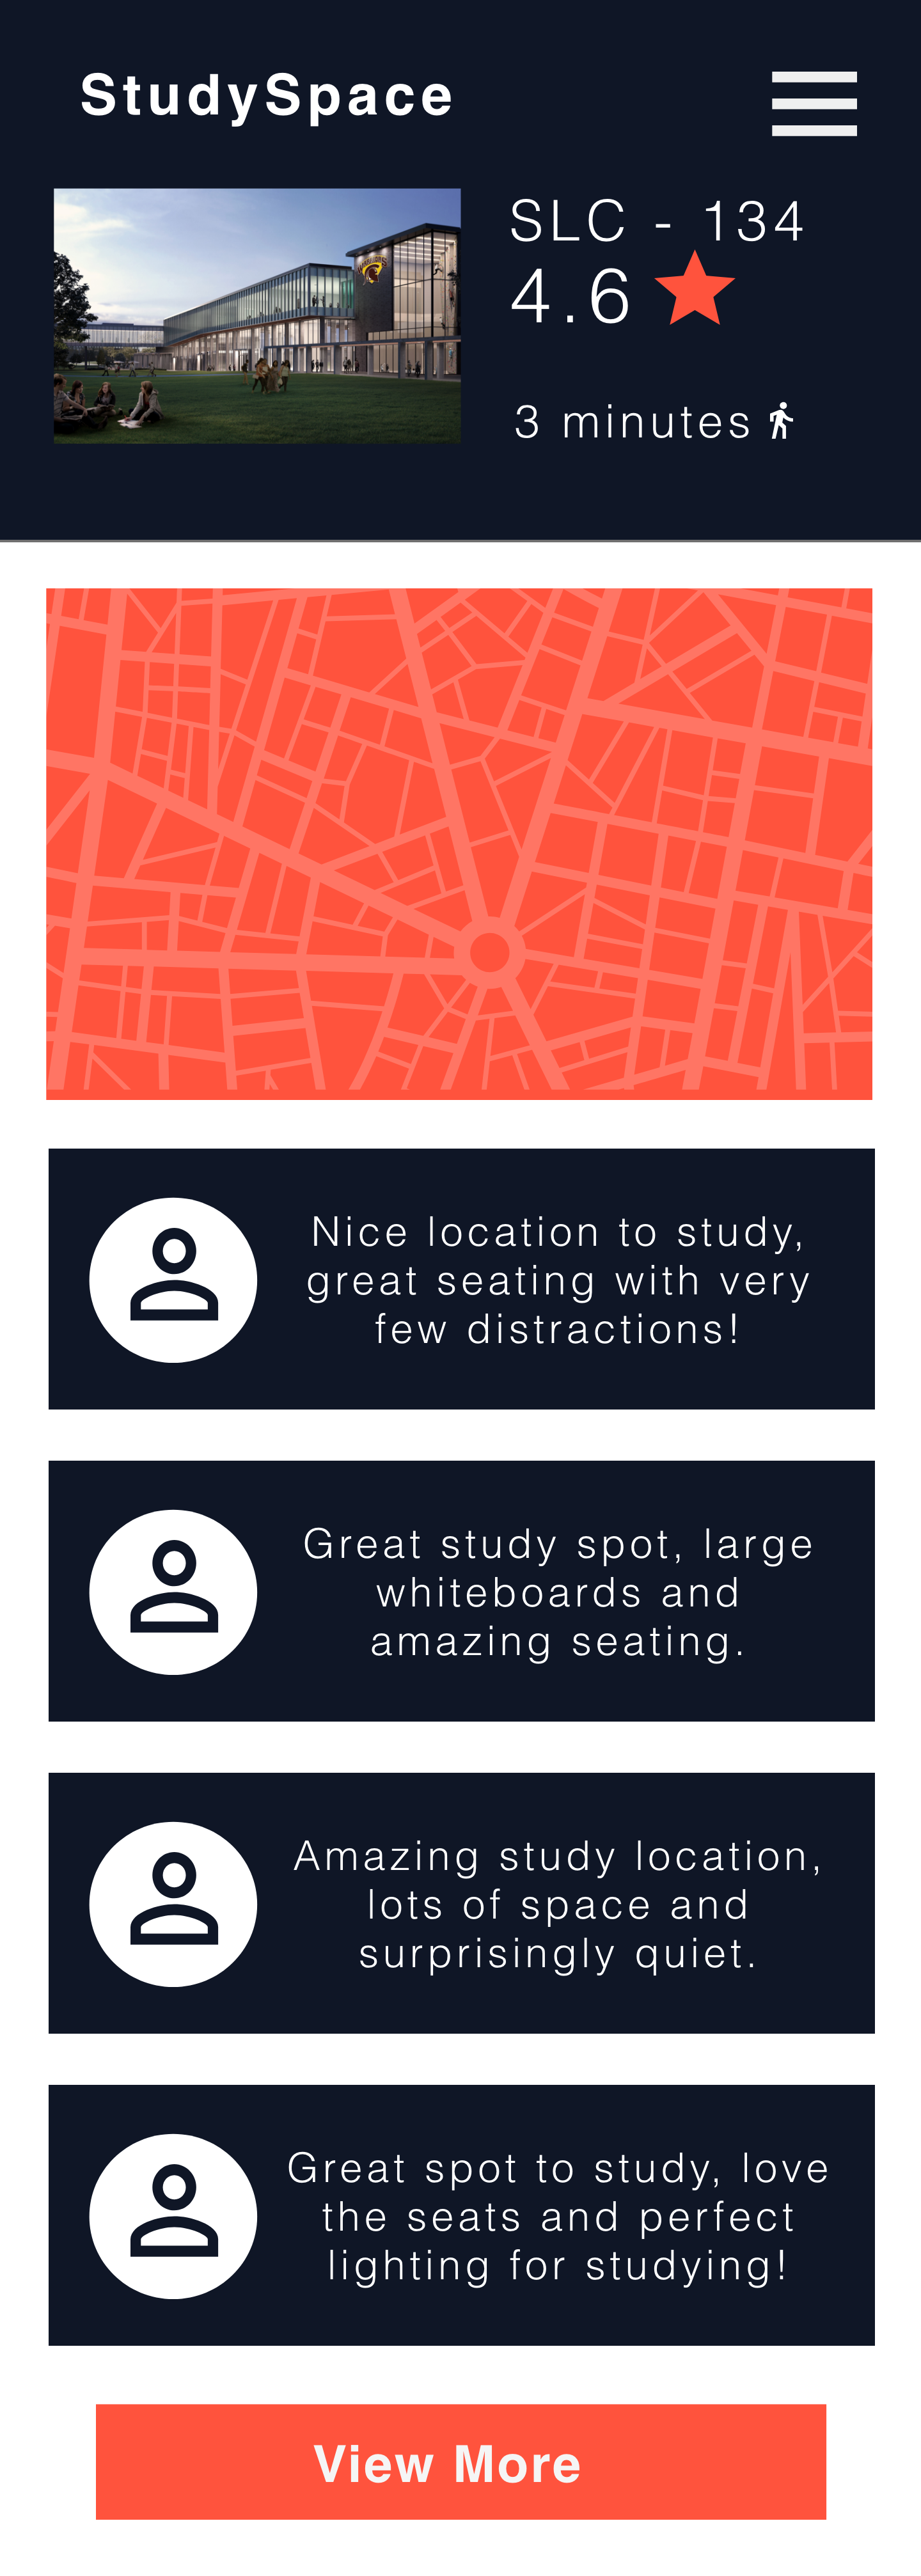 StudySpace
SLC - 134
4.6
3 minutes
Nice location to study,
great seating with very
few distractions!
Great study spot, large
whiteboards and
amazing seating.
Amazing study location,
lots of space and
surprisingly quiet.
Great spot to study, love
the seats and perfect
lighting for studying!
View More